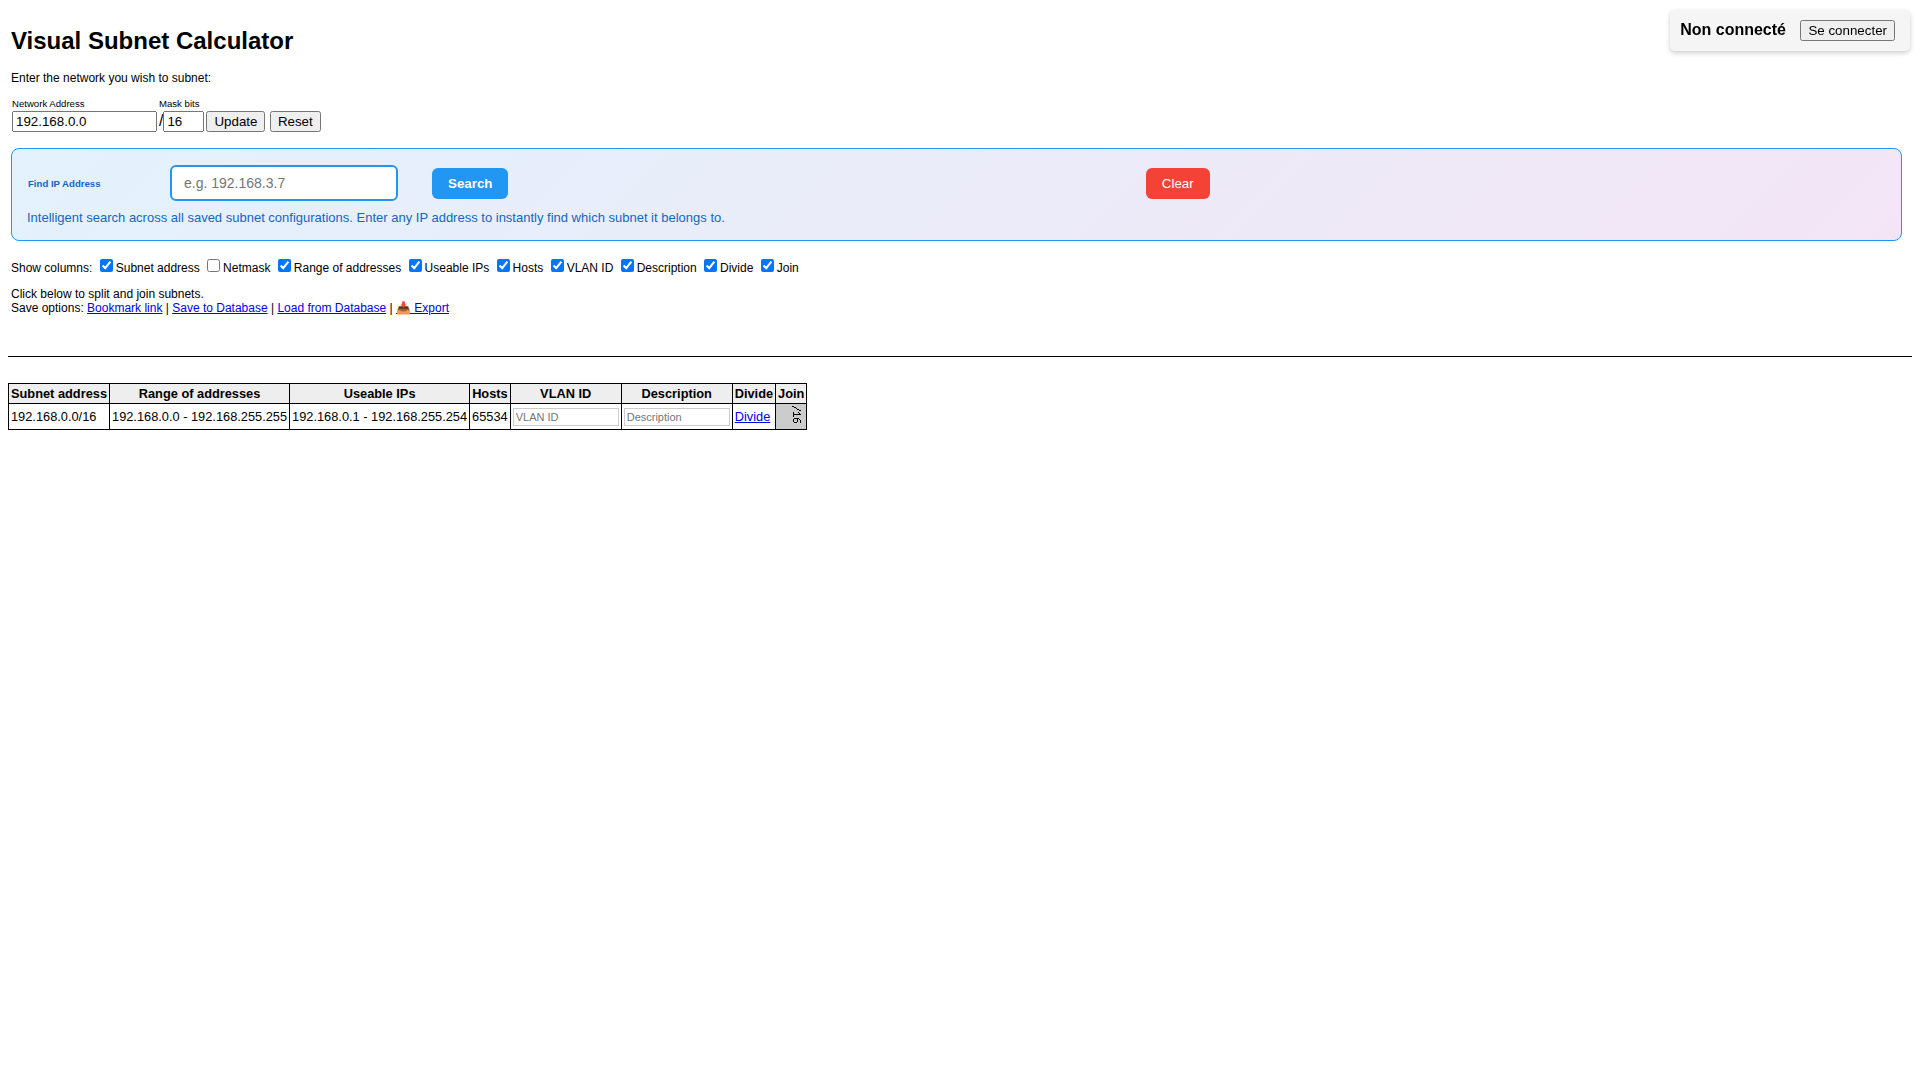 Visual Subnet Calculator
Non connecté Se connecter
Enter the network you wish to subnet:
Network Address Mask bits
192.168.0.0 / 16 Update Reset
Find IP Address e.g. 192.168.3.7 Search Clear
Intelligent search across all saved subnet configurations. Enter any IP address to instantly find which subnet it belongs to.
Show columns: Subnet address Netmask Range of addresses Useable IPs Hosts VLAN ID Description Divide Join
Click below to split and join subnets.
Save options: Bookmark link | Save to Database | Load from Database | 📥 Export
Subnet address Range of addresses Useable IPs Hosts VLAN ID Description Divide Join
192.168.0.0/16 192.168.0.0 - 192.168.255.255 192.168.0.1 - 192.168.255.254 65534 VLAN ID Description Divide /16